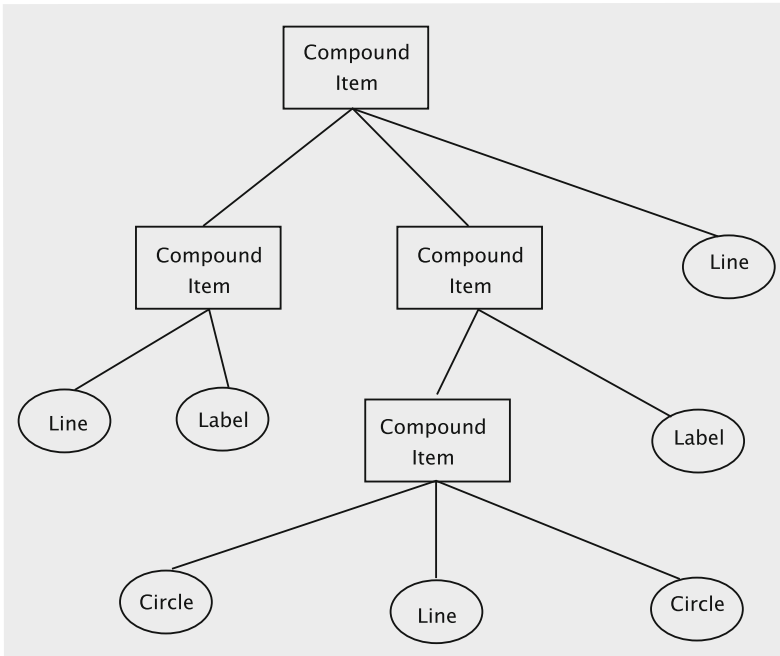 Compound
Item
Compound
Item
Compound
Item
Line
Line
Label
Compound
Item
Label
Circle
Line
Circle